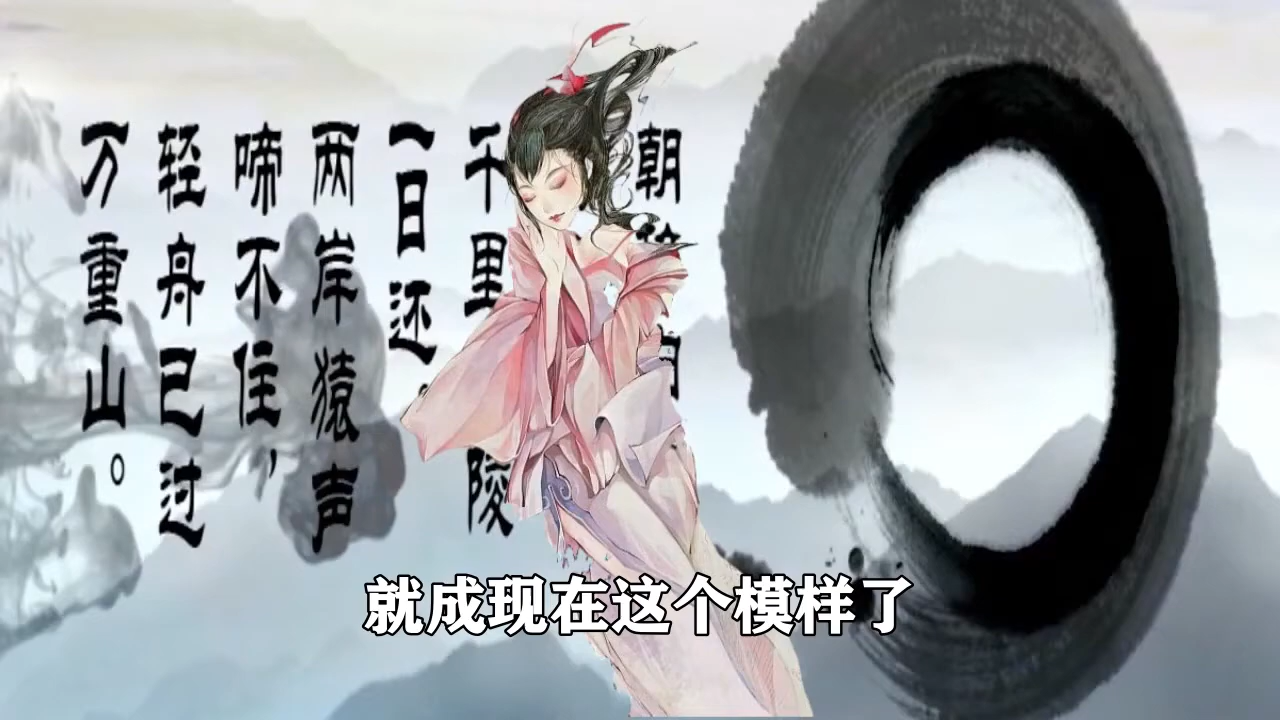 朝
千里陵
一日还。
两岸猿声
啼不住，
轻舟已过
万重山。
就成现在这个模样了